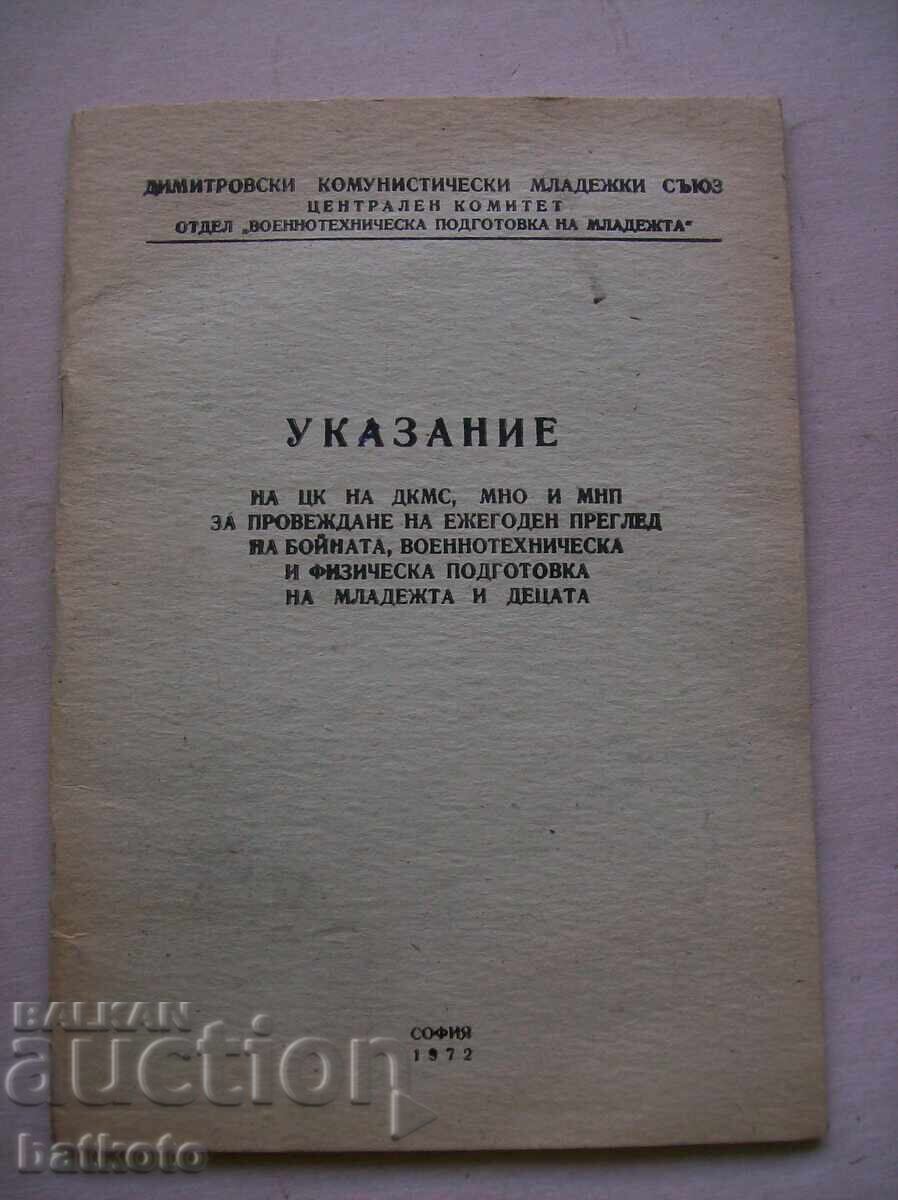 ДИМИТРОВСКИ КОМУНИСТИЧЕСКИ МЛАДЕЖКИ СЪЮЗ
ЦЕНТРАЛЕН КОМИТЕТ
ОТДЕЛ „ВОЕННОТЕХНИЧЕСКА ПОДГОТОВКА НА МЛАДЕЖТА"
УКАЗАНИЕ
НА ЦК НА ДКМС, МНО И МНП
ЗА ПРОВЕЖДАНЕ НА ЕЖЕГОДЕН ПРЕГЛЕД
НА БОЙНАТА, ВОЕННОТЕХНИЧЕСКА
И ФИЗИЧЕСКА ПОДГОТОВКА
НА МЛАДЕЖТА И ДЕЦАТА
СОФИЯ
1972
BALKAN
auction
batkoto